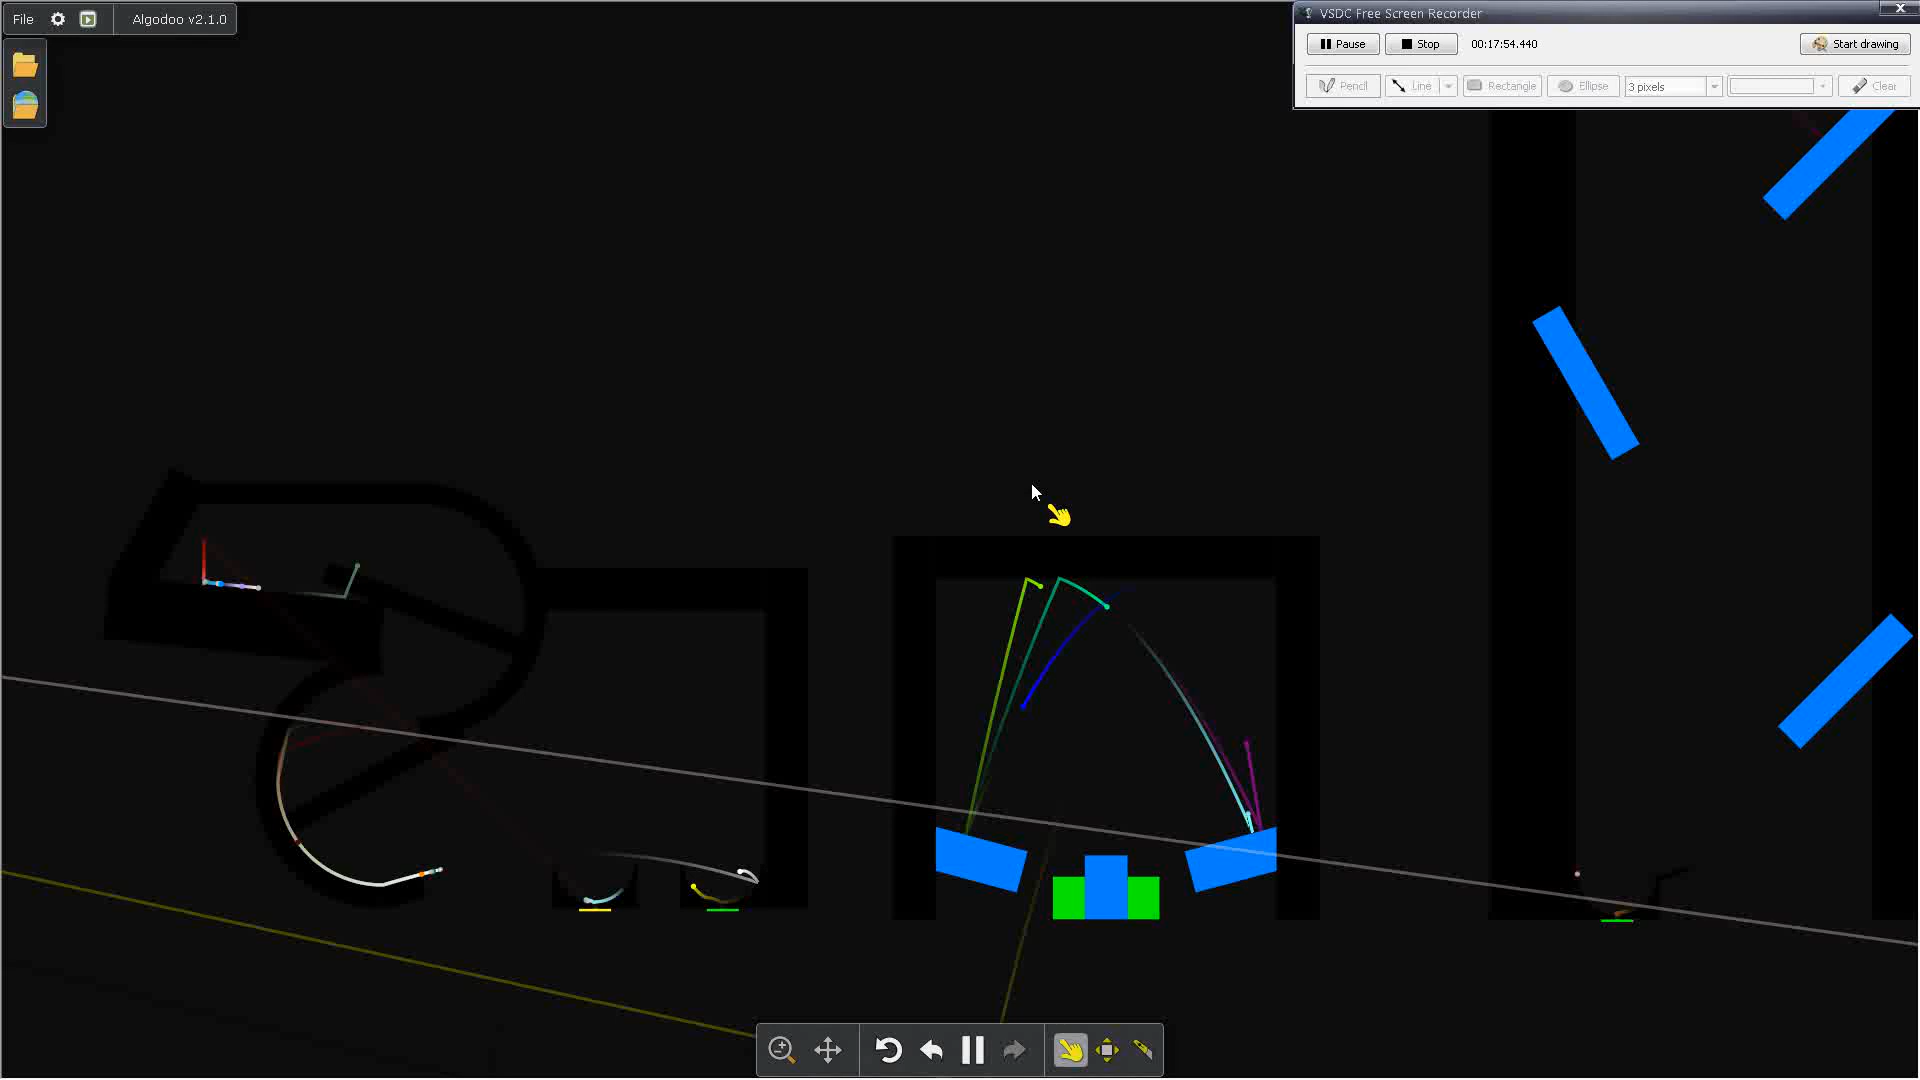 File
Algodoo v2.1.0
VSDC Free Screen Recorder
Pause
Stop
00:17:54.440
Start drawing
Pencil
Line
Rectangle
Ellipse
3 pixels
Clear